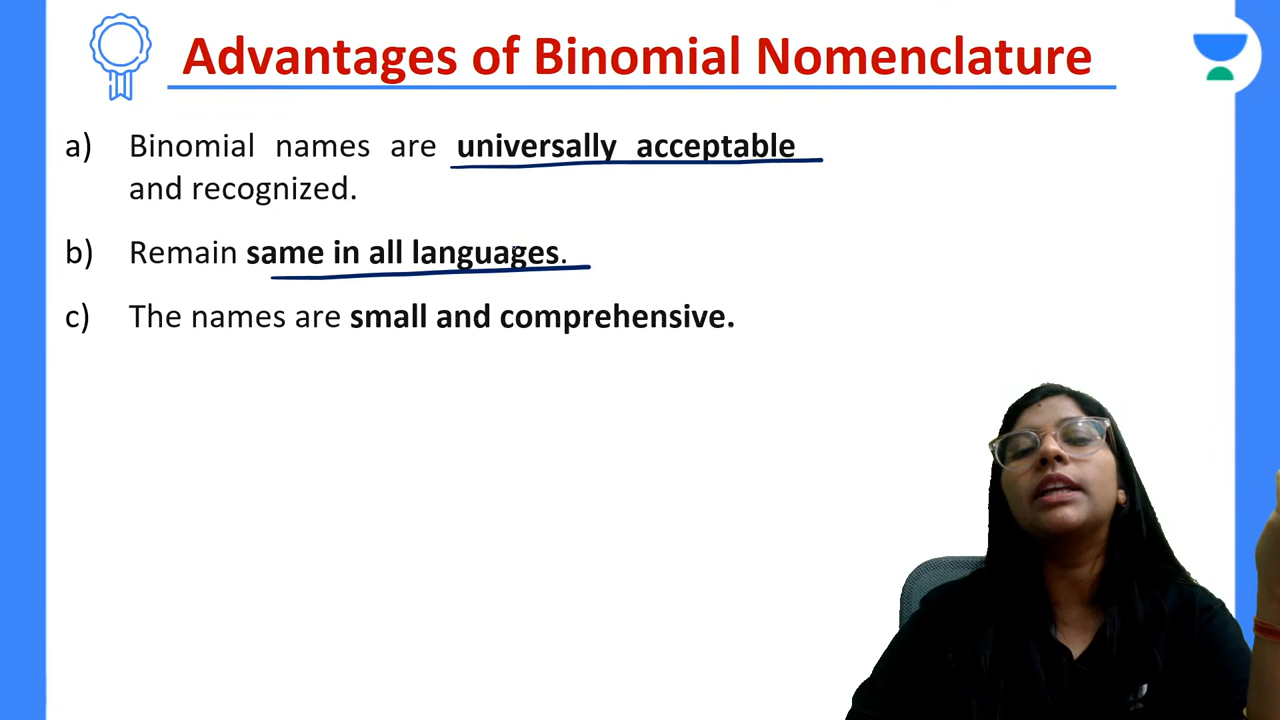 Advantages of Binomial Nomenclature
a) Binomial names are universally acceptable
and recognized.
b) Remain same in all languages.
c) The names are small and comprehensive.